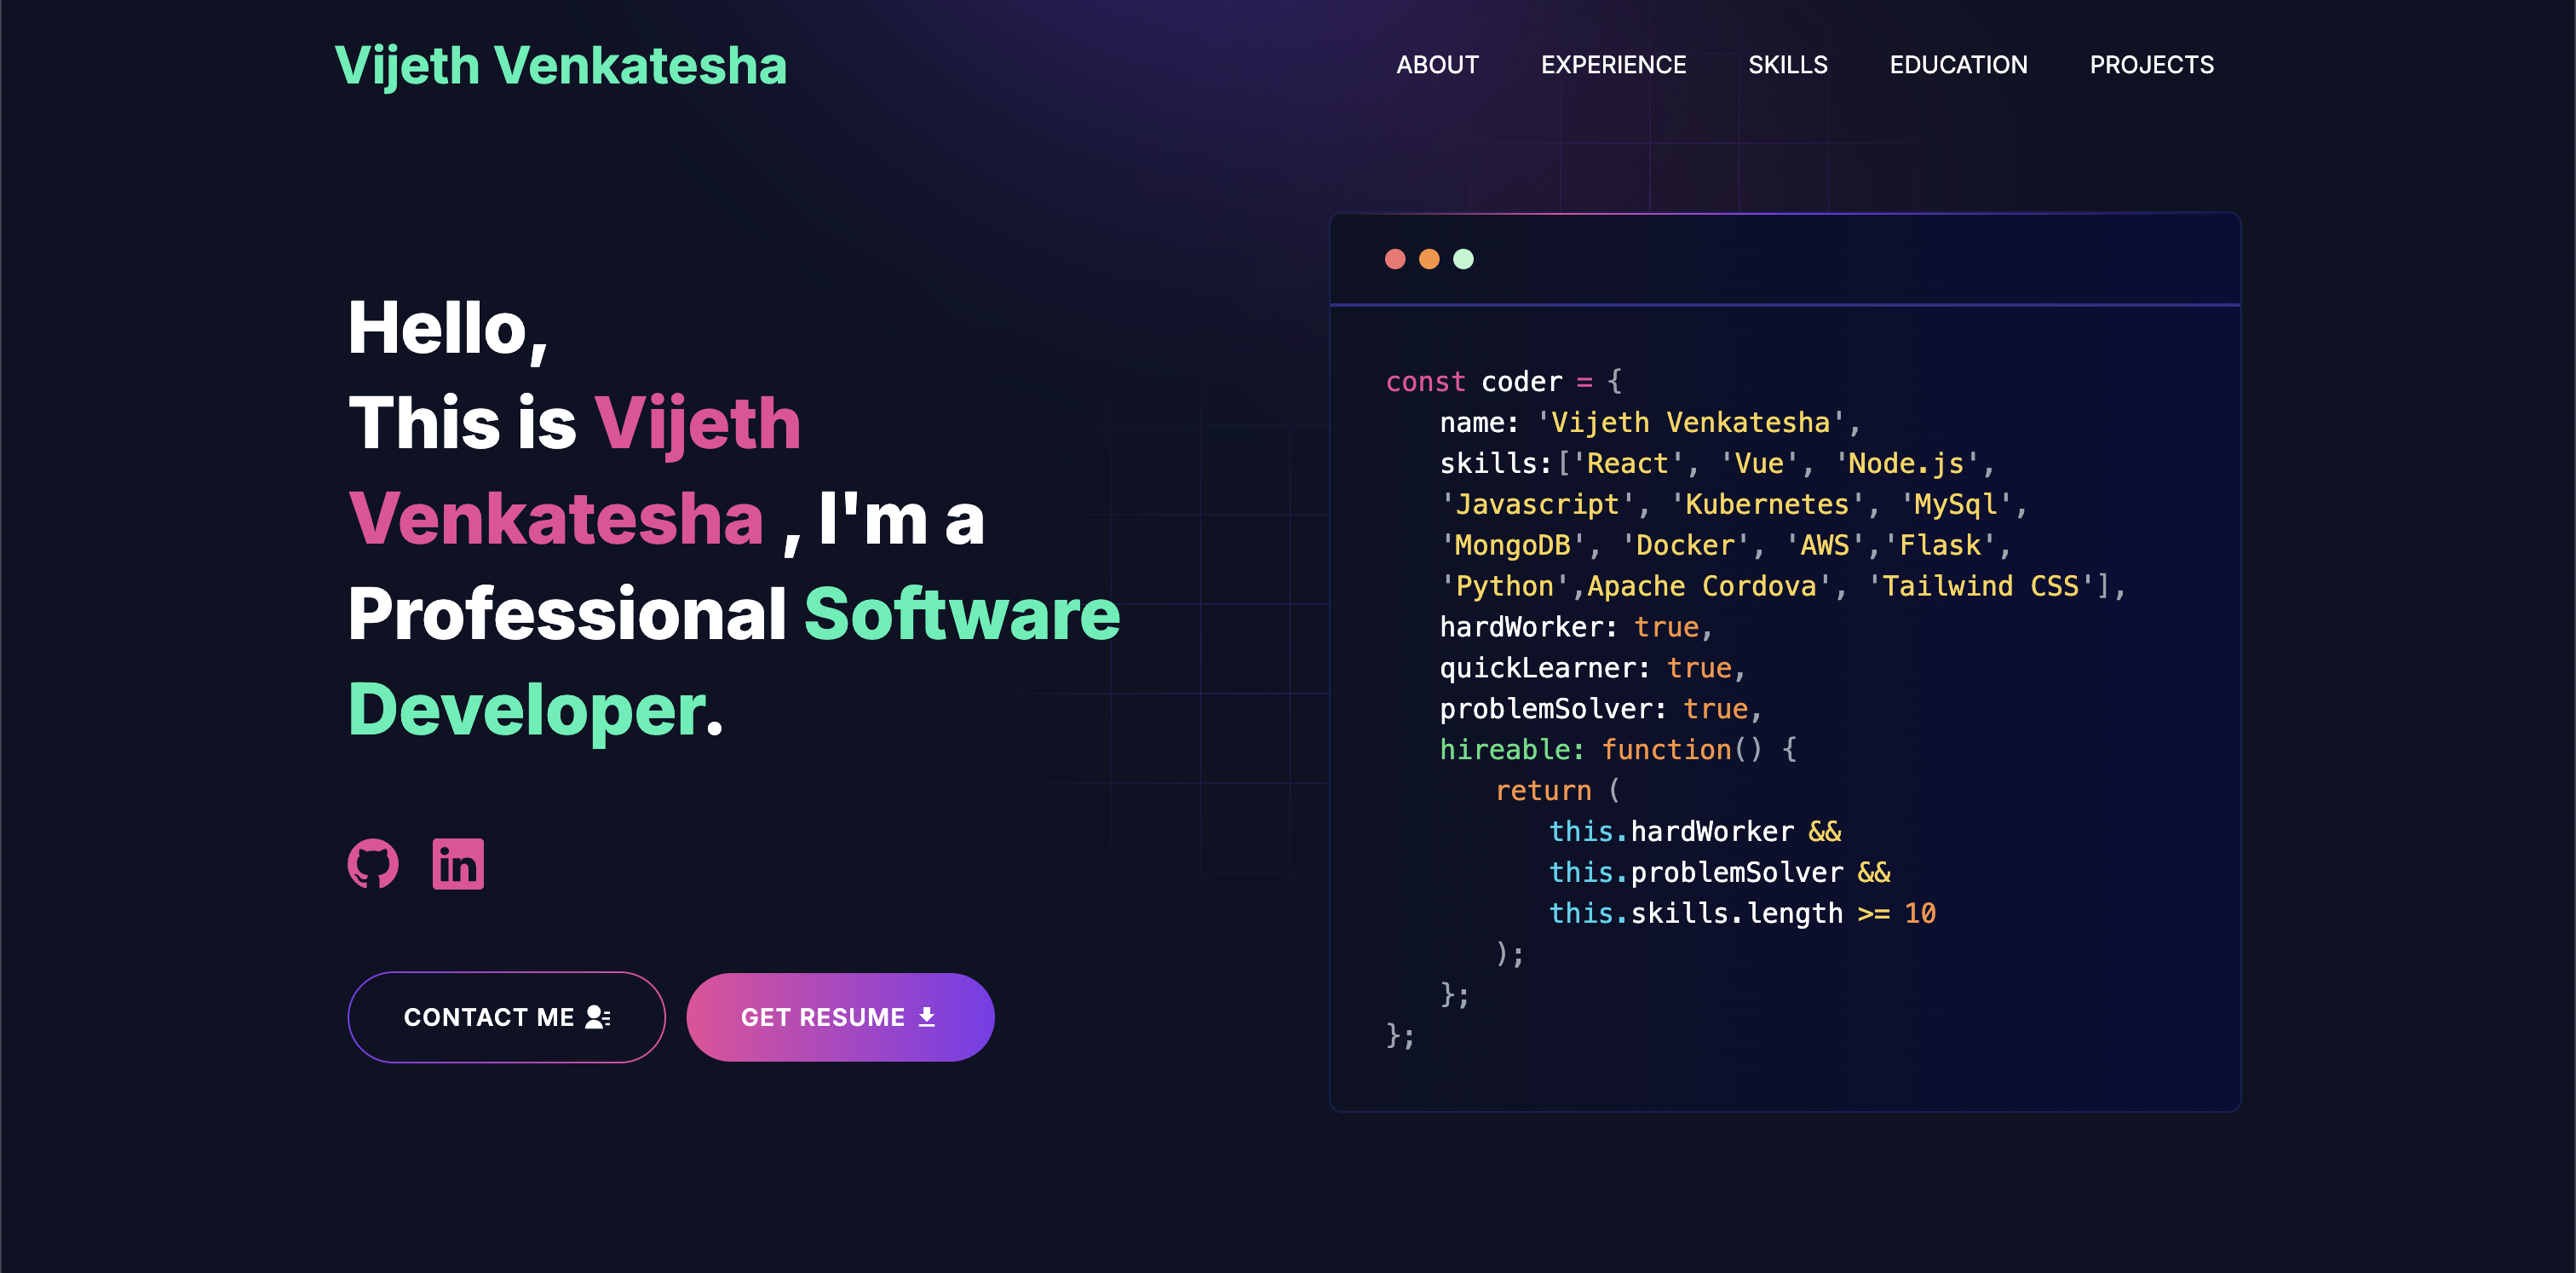 Vijeth Venkatesha
ABOUT EXPERIENCE SKILLS EDUCATION PROJECTS
Hello,
This is Vijeth
Venkatesha , I'm a
Professional Software
Developer.
in
CONTACT ME
GET RESUME
const coder = {
name: 'Vijeth Venkatesha',
skills:['React', 'Vue', 'Node.js',
'Javascript', 'Kubernetes', 'MySql',
'MongoDB', 'Docker', 'AWS','Flask',
'Python',Apache Cordova', 'Tailwind CSS'],
hardWorker: true,
quickLearner: true,
problemSolver: true,
hireable: function() {
return (
this.hardWorker &&
this.problemSolver &&
this.skills.length >= 10
);
};
};